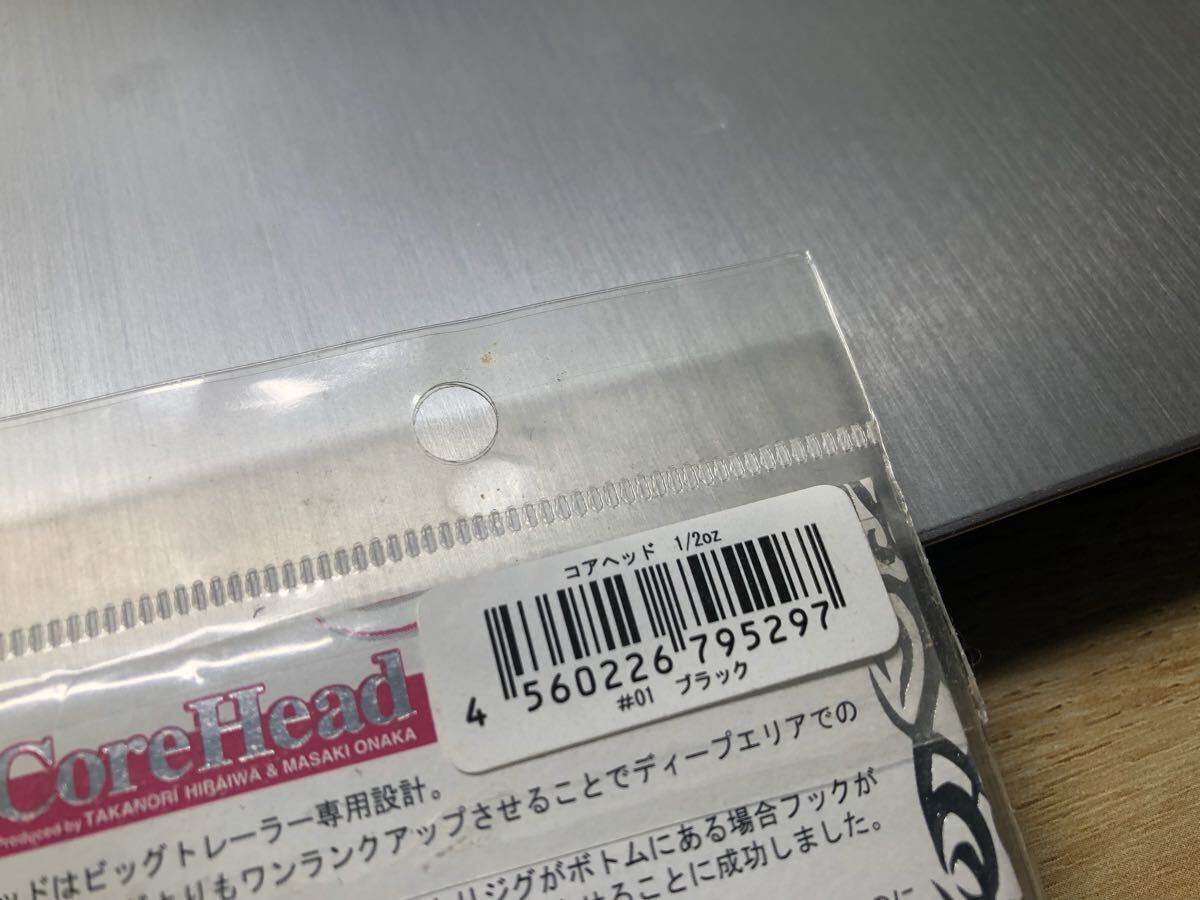 コアヘッド 1/2oz
4 560226 795297
#01 ブラック
CoreHead
Produced by TAKANORI HIRAIWA & MASAKI ONAKA
ッドはビッグトレーラー専用設計。
よりもワンランクアップさせることでディープエリアでの
リジグがボトムにある場合フックが
せることに成功しました。